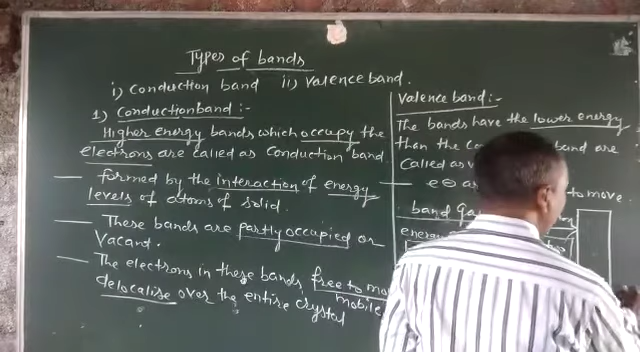 Types of bands
i) Conduction band ii) Valence band.
1) Conduction band :-
Higher energy bands which occupy the
electrons are called as Conduction band.
— formed by the interaction of energy
levels of atoms of solid.
— These bands are partly occupied or
Vacant.
— The electrons in these bands free to mo
mobile
delocalise over the entire crystal
Valence band :-
The bands have the lower energy
than the co band are
Called as
— e⊖ a to move.
band Ga
energ